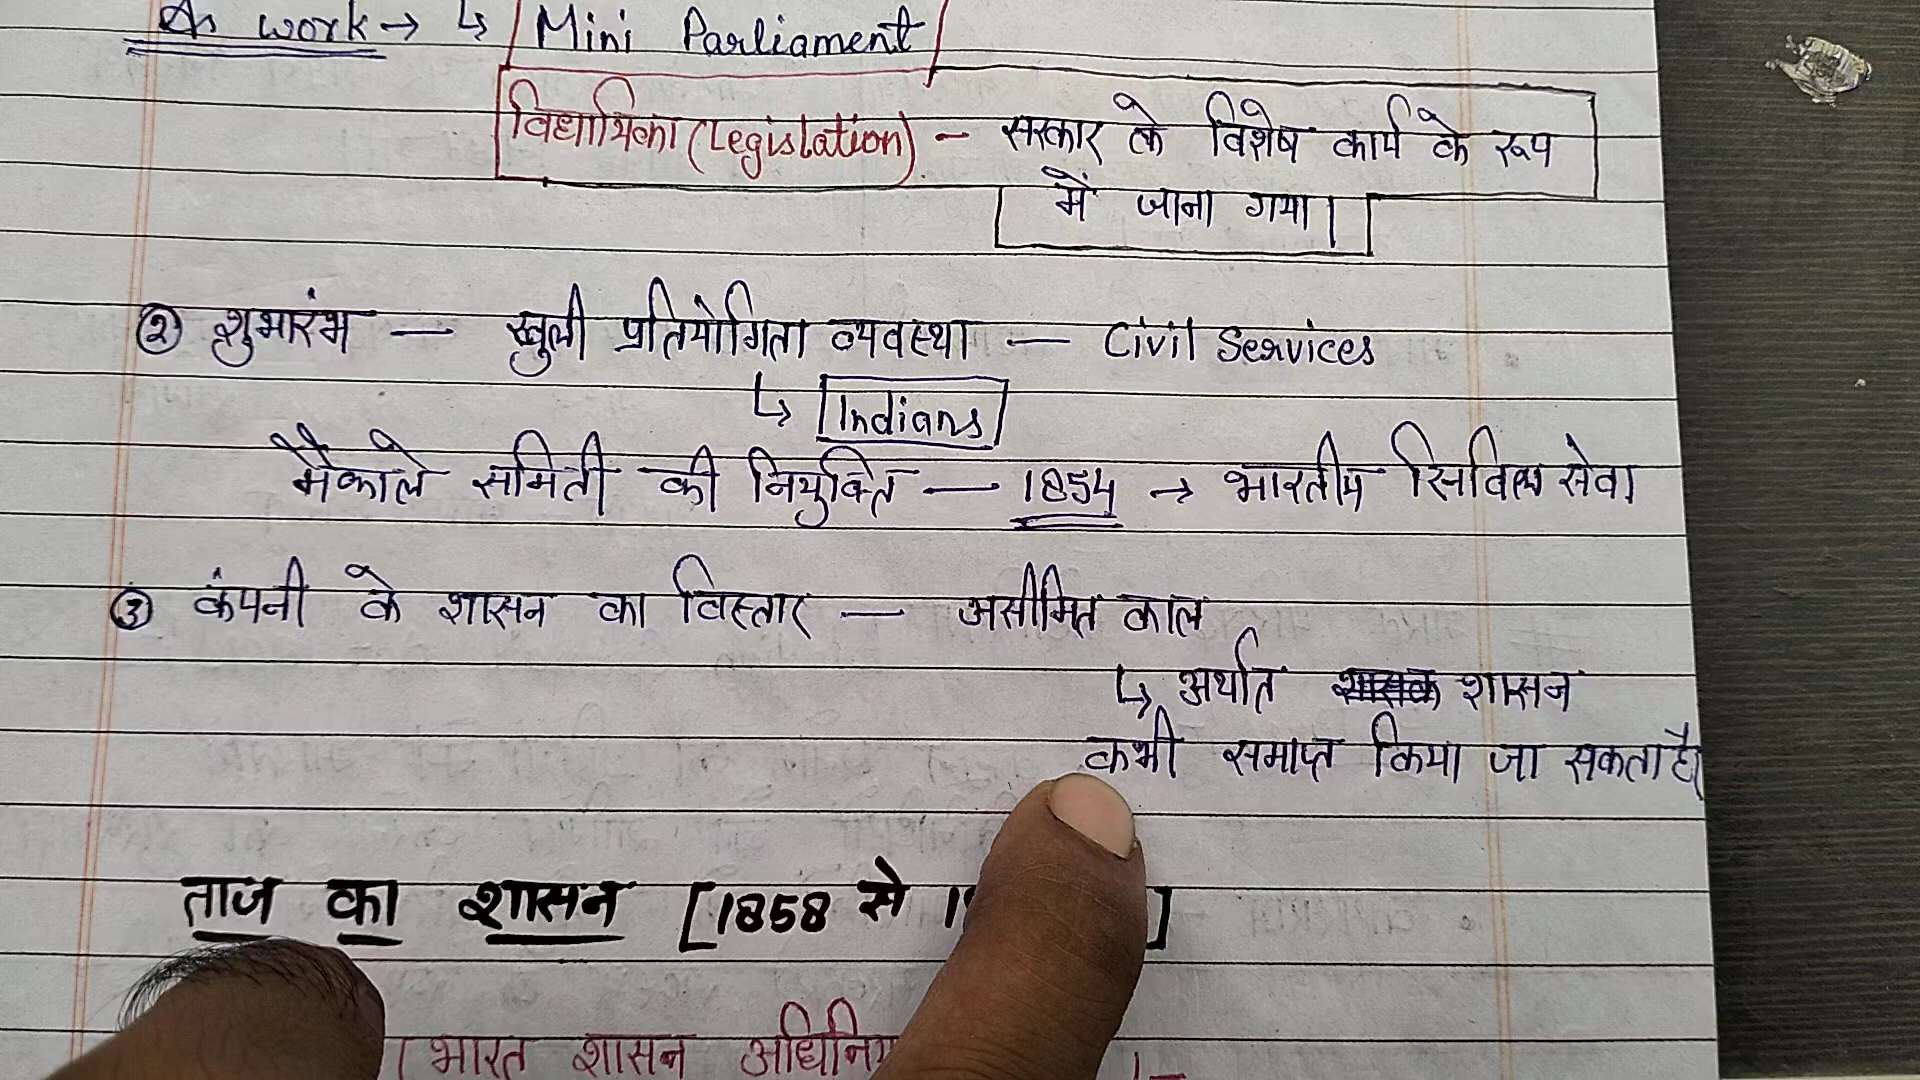 As work → ↳ Mini Parliament
विधायिका (Legislation) – सरकार के विशेष कार्य के रूप
में जाना गया।
② शुभारंभ — खुली प्रतियोगिता व्यवस्था — Civil Services
↳ Indians
मैकाले समिती की नियुक्ति — 1854 → भारतीय सिविल सेवा
③ कंपनी के शासन का विस्तार — असीमित काल
↳ अर्थात शासन
कभी समाप्त किया जा सकता है।
ताज का शासन [1858 से ]
भारत शासन